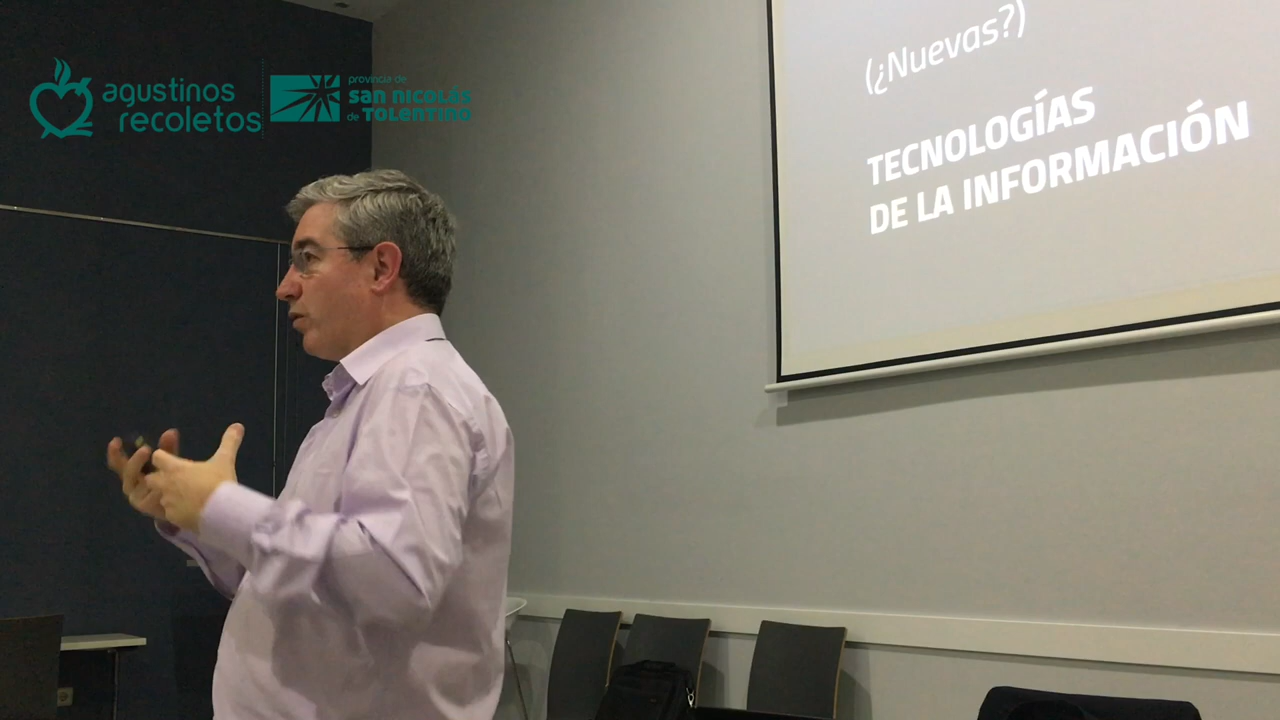 agustinos
recoletos
provincia de
SAN NICOLÁS
de TOLENTINO
(¿Nuevas?)
TECNOLOGÍAS
DE LA INFORMACIÓN